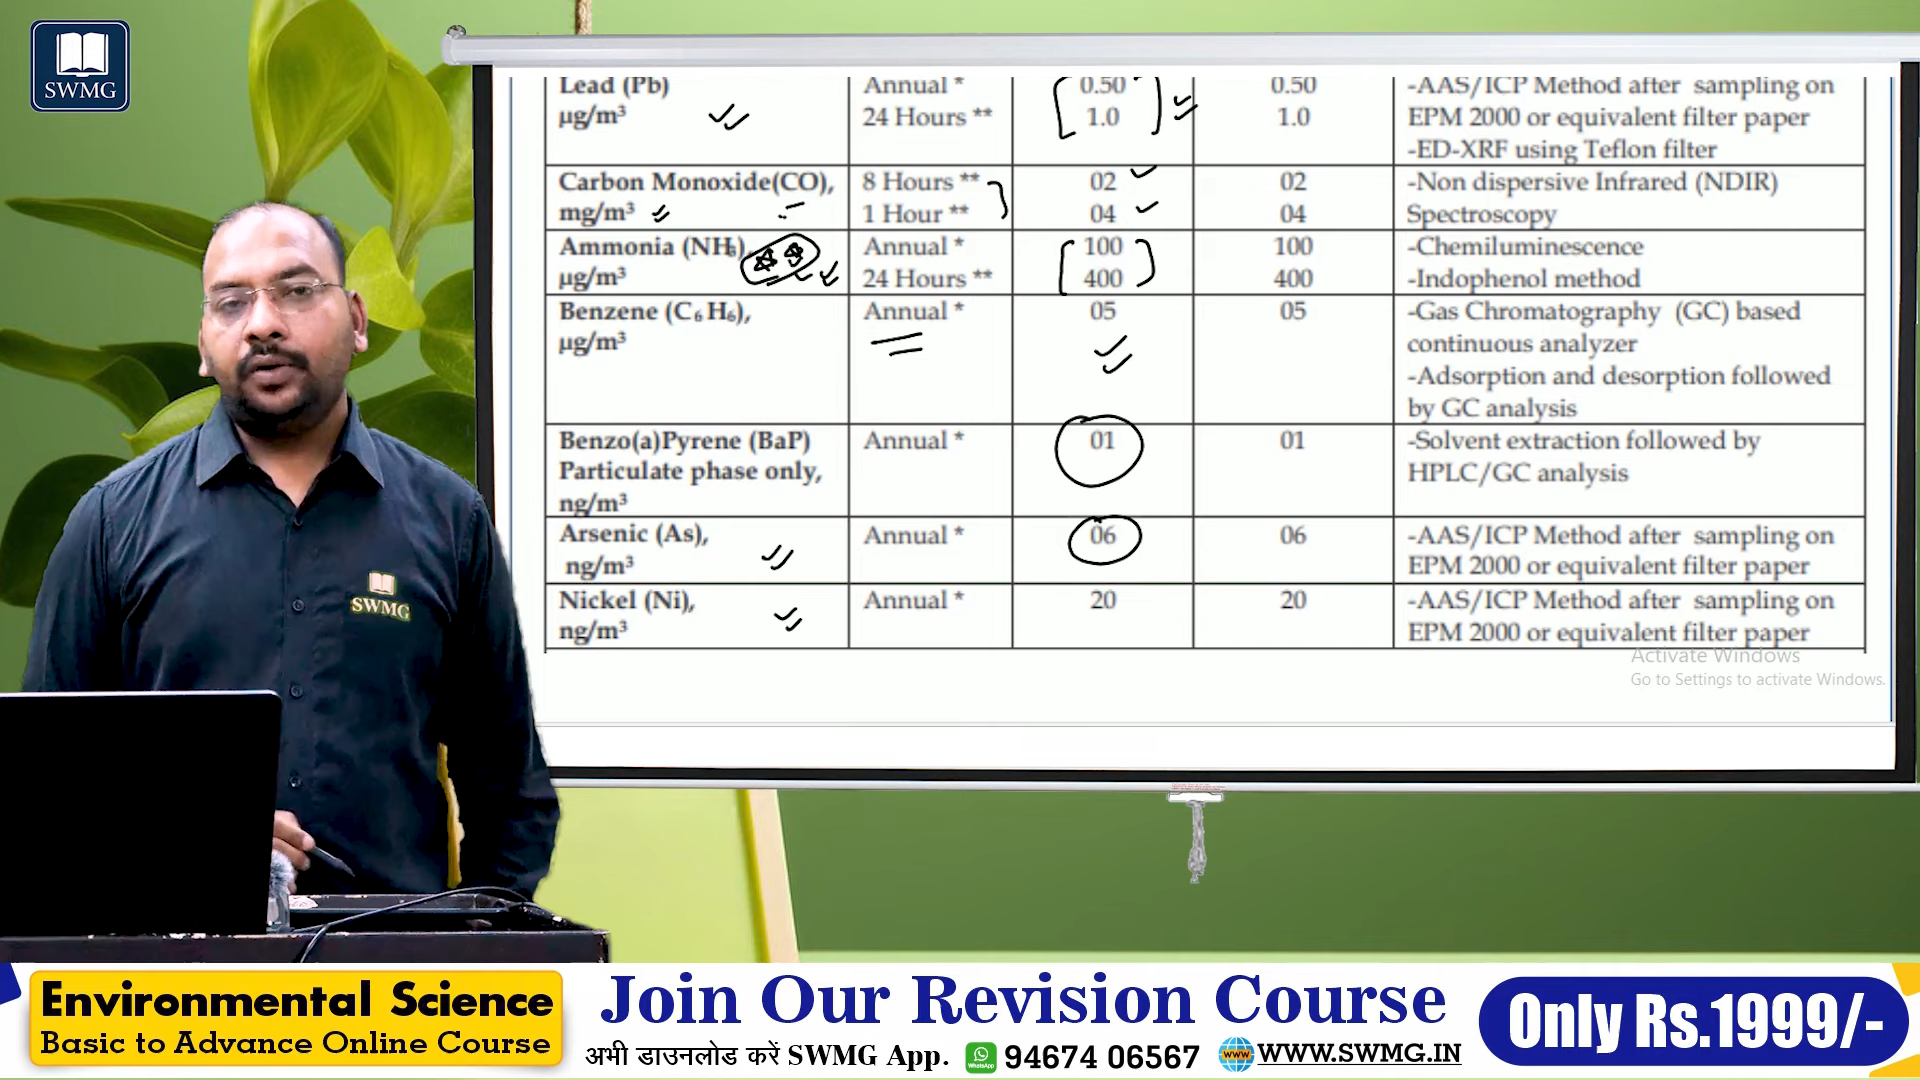 SWMG
Lead (Pb) Annual * 0.50 0.50 -AAS/ICP Method after sampling on
µg/m³ 24 Hours ** 1.0 1.0 EPM 2000 or equivalent filter paper
-ED-XRF using Teflon filter
Carbon Monoxide(CO), 8 Hours ** 02 02 -Non dispersive Infrared (NDIR)
mg/m³ 1 Hour ** 04 04 Spectroscopy
Ammonia (NH₃) Annual * 100 100 -Chemiluminescence
µg/m³ 24 Hours ** 400 400 -Indophenol method
Benzene (C₆H₆), Annual * 05 05 -Gas Chromatography (GC) based
µg/m³ continuous analyzer
-Adsorption and desorption followed
by GC analysis
Benzo(a)Pyrene (BaP) Annual * 01 01 -Solvent extraction followed by
Particulate phase only, HPLC/GC analysis
ng/m³
Arsenic (As), Annual * 06 06 -AAS/ICP Method after sampling on
ng/m³ EPM 2000 or equivalent filter paper
Nickel (Ni), Annual * 20 20 -AAS/ICP Method after sampling on
ng/m³ EPM 2000 or equivalent filter paper
Activate Windows
Go to Settings to activate Windows.
SWMG
Environmental Science
Basic to Advance Online Course
Join Our Revision Course
अभी डाउनलोड करें SWMG App. WhatsApp 94676 06567 www WWW.SWMG.IN
Only Rs.1999/-